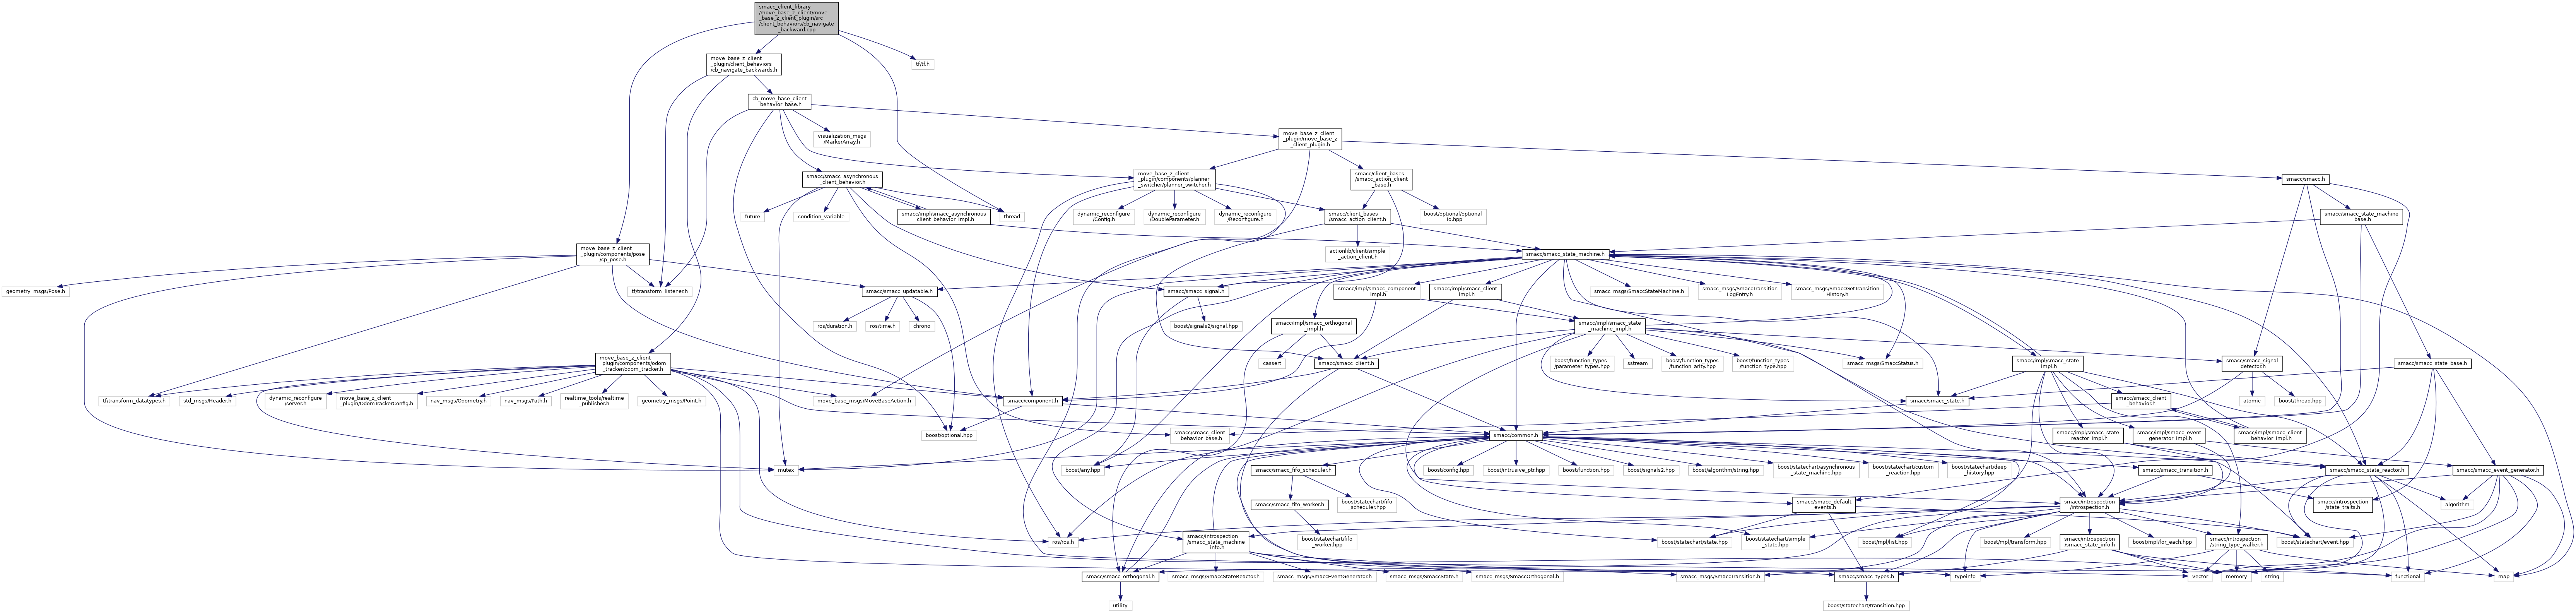 smacc_client_library
/move_base_z_client/move
_base_z_client_plugin/src
/client_behaviors/cb_navigate
_backward.cpp
move_base_z_client
_plugin/client_behaviors
/cb_navigate_backwards.h
tf/tf.h
cb_move_base_client
_behavior_base.h
visualization_msgs
/MarkerArray.h
move_base_z_client
_plugin/move_base_z
_client_plugin.h
smacc/smacc_asynchronous
_client_behavior.h
move_base_z_client
_plugin/components/planner
_switcher/planner_switcher.h
smacc/client_bases
/smacc_action_client
_base.h
smacc/smacc.h
future
condition_variable
smacc/impl/smacc_asynchronous
_client_behavior_impl.h
thread
dynamic_reconfigure
/Config.h
dynamic_reconfigure
/DoubleParameter.h
dynamic_reconfigure
/Reconfigure.h
smacc/client_bases
/smacc_action_client.h
boost/optional/optional
_io.hpp
smacc/smacc_state_machine
_base.h
move_base_z_client
_plugin/components/pose
/cp_pose.h
actionlib/client/simple
_action_client.h
smacc/smacc_state_machine.h
geometry_msgs/Pose.h
tf/transform_listener.h
smacc/smacc_updatable.h
smacc/smacc_signal.h
smacc/impl/smacc_component
_impl.h
smacc/impl/smacc_client
_impl.h
smacc_msgs/SmaccStateMachine.h
smacc_msgs/SmaccTransition
LogEntry.h
smacc_msgs/SmaccGetTransition
History.h
ros/duration.h
ros/time.h
chrono
boost/signals2/signal.hpp
smacc/impl/smacc_orthogonal
_impl.h
smacc/impl/smacc_state
_machine_impl.h
move_base_z_client
_plugin/components/odom
_tracker/odom_tracker.h
cassert
smacc/smacc_client.h
boost/function_types
/parameter_types.hpp
sstream
boost/function_types
/function_arity.hpp
boost/function_types
/function_type.hpp
smacc_msgs/SmaccStatus.h
smacc/impl/smacc_state
_impl.h
smacc/smacc_signal
_detector.h
smacc/smacc_state_base.h
tf/transform_datatypes.h
std_msgs/Header.h
dynamic_reconfigure
/server.h
move_base_z_client
_plugin/OdomTrackerConfig.h
nav_msgs/Odometry.h
nav_msgs/Path.h
realtime_tools/realtime
_publisher.h
geometry_msgs/Point.h
move_base_msgs/MoveBaseAction.h
smacc/component.h
smacc/smacc_state.h
smacc/smacc_client
_behavior.h
atomic
boost/thread.hpp
boost/optional.hpp
smacc/smacc_client
_behavior_base.h
smacc/common.h
smacc/impl/smacc_state
_reactor_impl.h
smacc/impl/smacc_event
_generator_impl.h
smacc/impl/smacc_client
_behavior_impl.h
mutex
boost/any.hpp
smacc/smacc_fifo_scheduler.h
boost/config.hpp
boost/intrusive_ptr.hpp
boost/function.hpp
boost/signals2.hpp
boost/algorithm/string.hpp
boost/statechart/asynchronous
_state_machine.hpp
boost/statechart/custom
_reaction.hpp
boost/statechart/deep
_history.hpp
smacc/smacc_transition.h
smacc/smacc_state_reactor.h
smacc/smacc_event_generator.h
smacc/smacc_fifo_worker.h
boost/statechart/fifo
_scheduler.hpp
smacc/smacc_default
_events.h
smacc/introspection
/introspection.h
smacc/introspection
/state_traits.h
algorithm
ros/ros.h
smacc/introspection
/smacc_state_machine
_info.h
boost/statechart/fifo
_worker.hpp
boost/statechart/state.hpp
boost/statechart/simple
_state.hpp
boost/mpl/list.hpp
boost/mpl/transform.hpp
smacc/introspection
/smacc_state_info.h
boost/mpl/for_each.hpp
smacc/introspection
/string_type_walker.h
boost/statechart/event.hpp
smacc/smacc_orthogonal.h
smacc_msgs/SmaccStateReactor.h
smacc_msgs/SmaccEventGenerator.h
smacc_msgs/SmaccState.h
smacc_msgs/SmaccOrthogonal.h
smacc_msgs/SmaccTransition.h
smacc/smacc_types.h
typeinfo
vector
memory
string
functional
map
utility
boost/statechart/transition.hpp